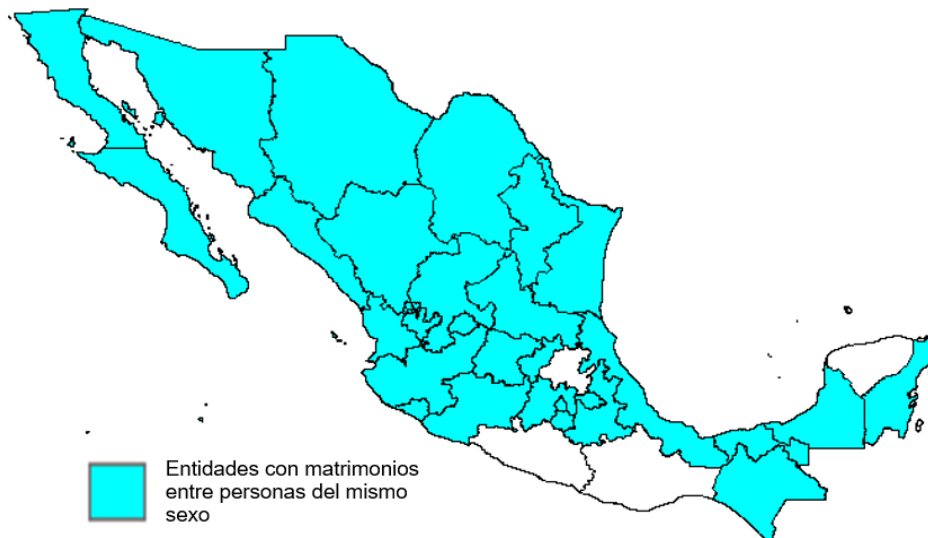 Entidades con matrimonios
entre personas del mismo
sexo